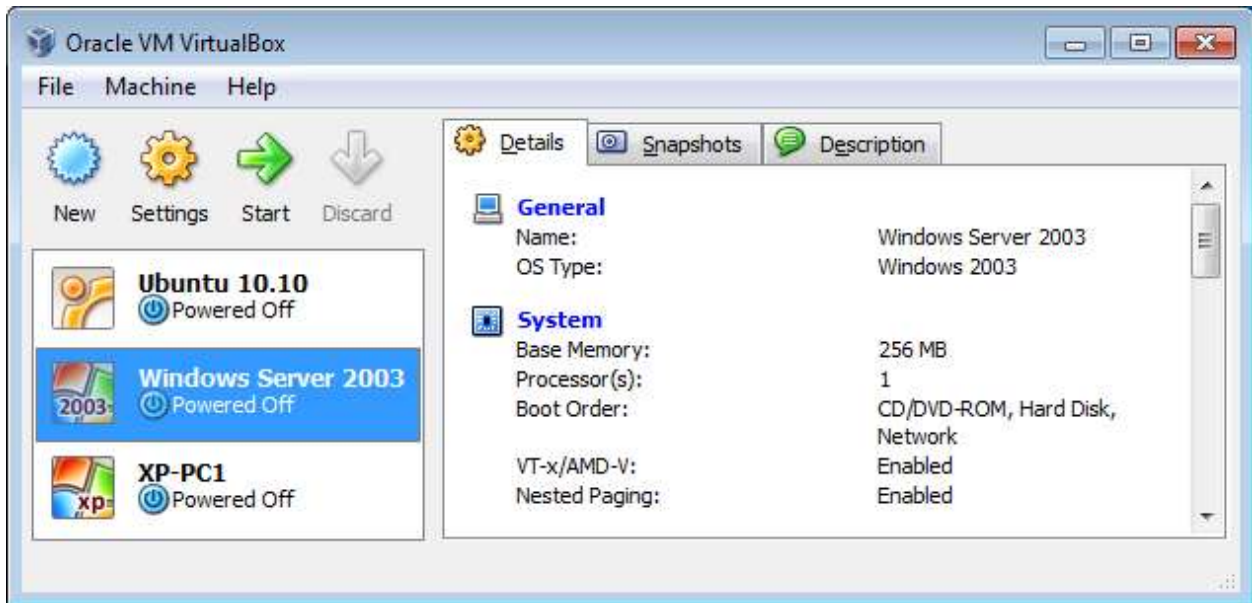 Oracle VM VirtualBox
File Machine Help
New Settings Start Discard
Ubuntu 10.10
Powered Off
2003
Windows Server 2003
Powered Off
xp
XP-PC1
Powered Off
Details Snapshots Description
General
Name: Windows Server 2003
OS Type: Windows 2003
System
Base Memory: 256 MB
Processor(s): 1
Boot Order: CD/DVD-ROM, Hard Disk,
Network
VT-x/AMD-V: Enabled
Nested Paging: Enabled